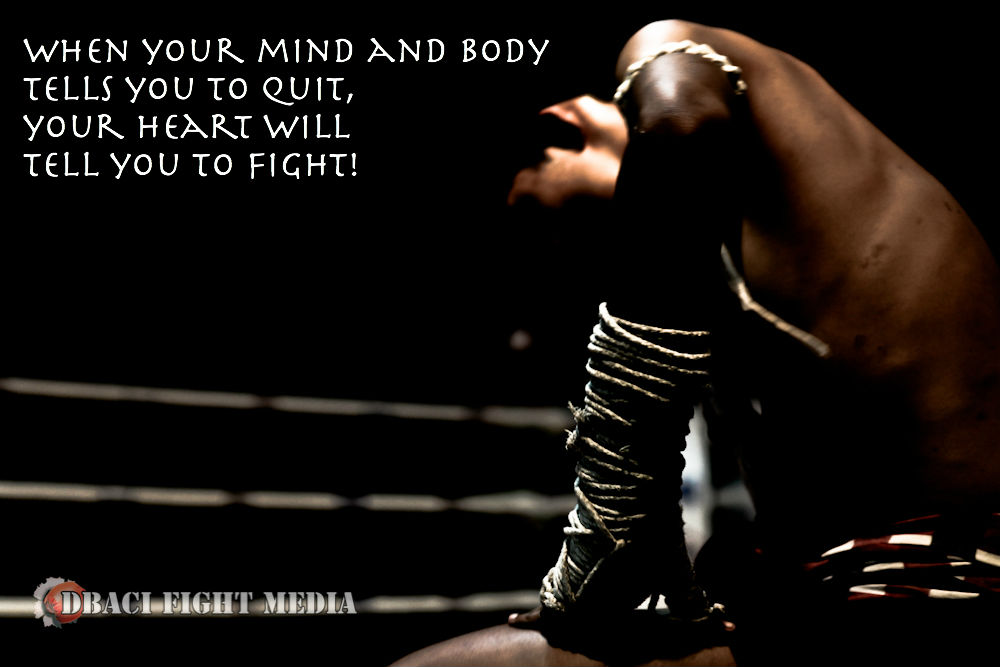 WHEN YOUR MIND AND BODY
TELLS YOU TO QUIT,
YOUR HEART WILL
TELL YOU TO FIGHT!
DBACI FIGHT MEDIA